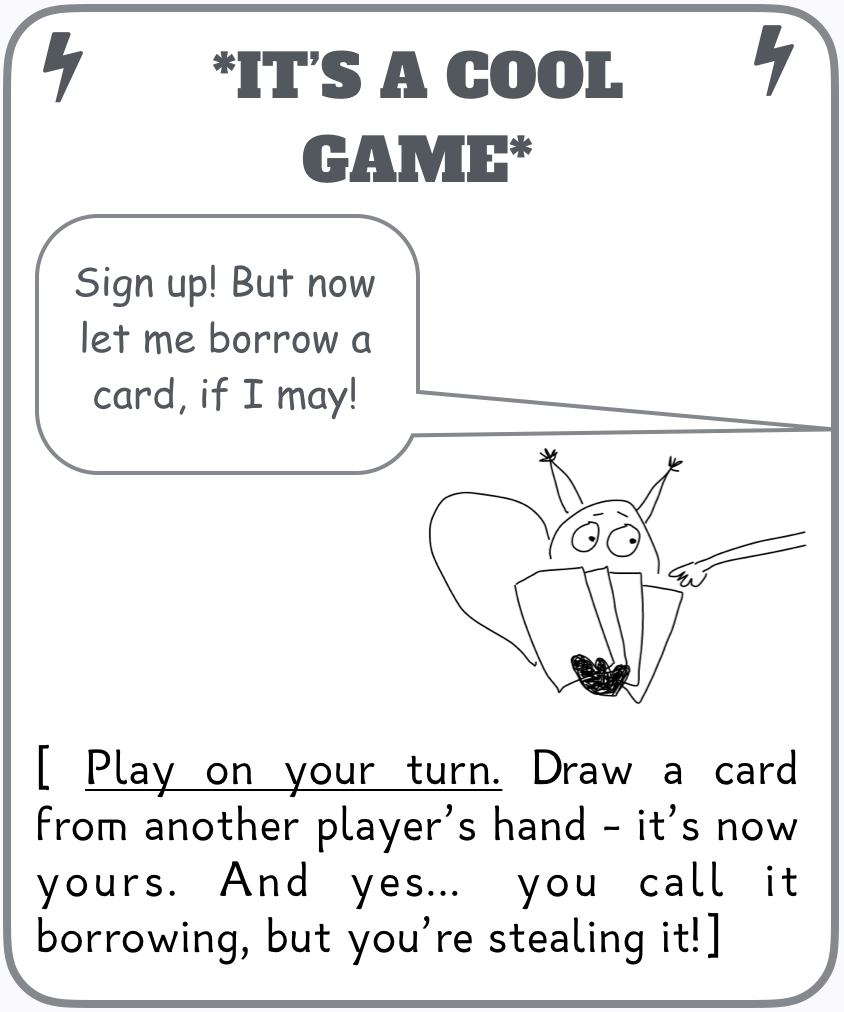 *IT'S A COOL
GAME*
Sign up! But now
let me borrow a
card, if I may!
[ Play on your turn. Draw a card
from another player's hand - it's now
yours. And yes... you call it
borrowing, but you're stealing it!]